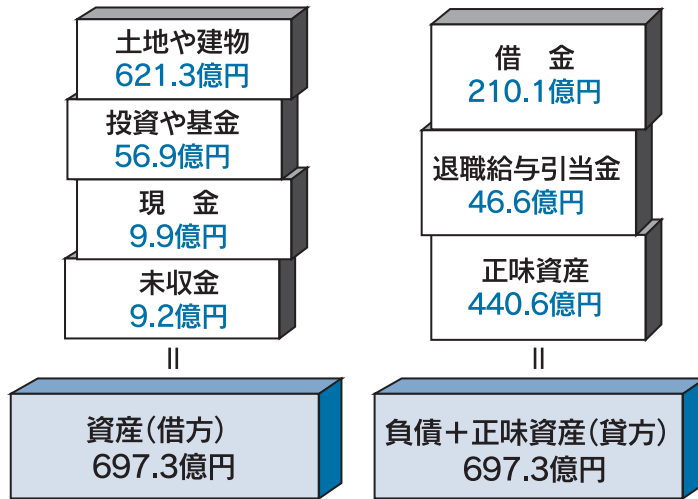 土地や建物
621.3億円
投資や基金
56.9億円
現　金
9.9億円
未収金
9.2億円
＝
資産（借方）
697.3億円
借　金
210.1億円
退職給与引当金
46.6億円
正味資産
440.6億円
＝
負債＋正味資産（貸方）
697.3億円